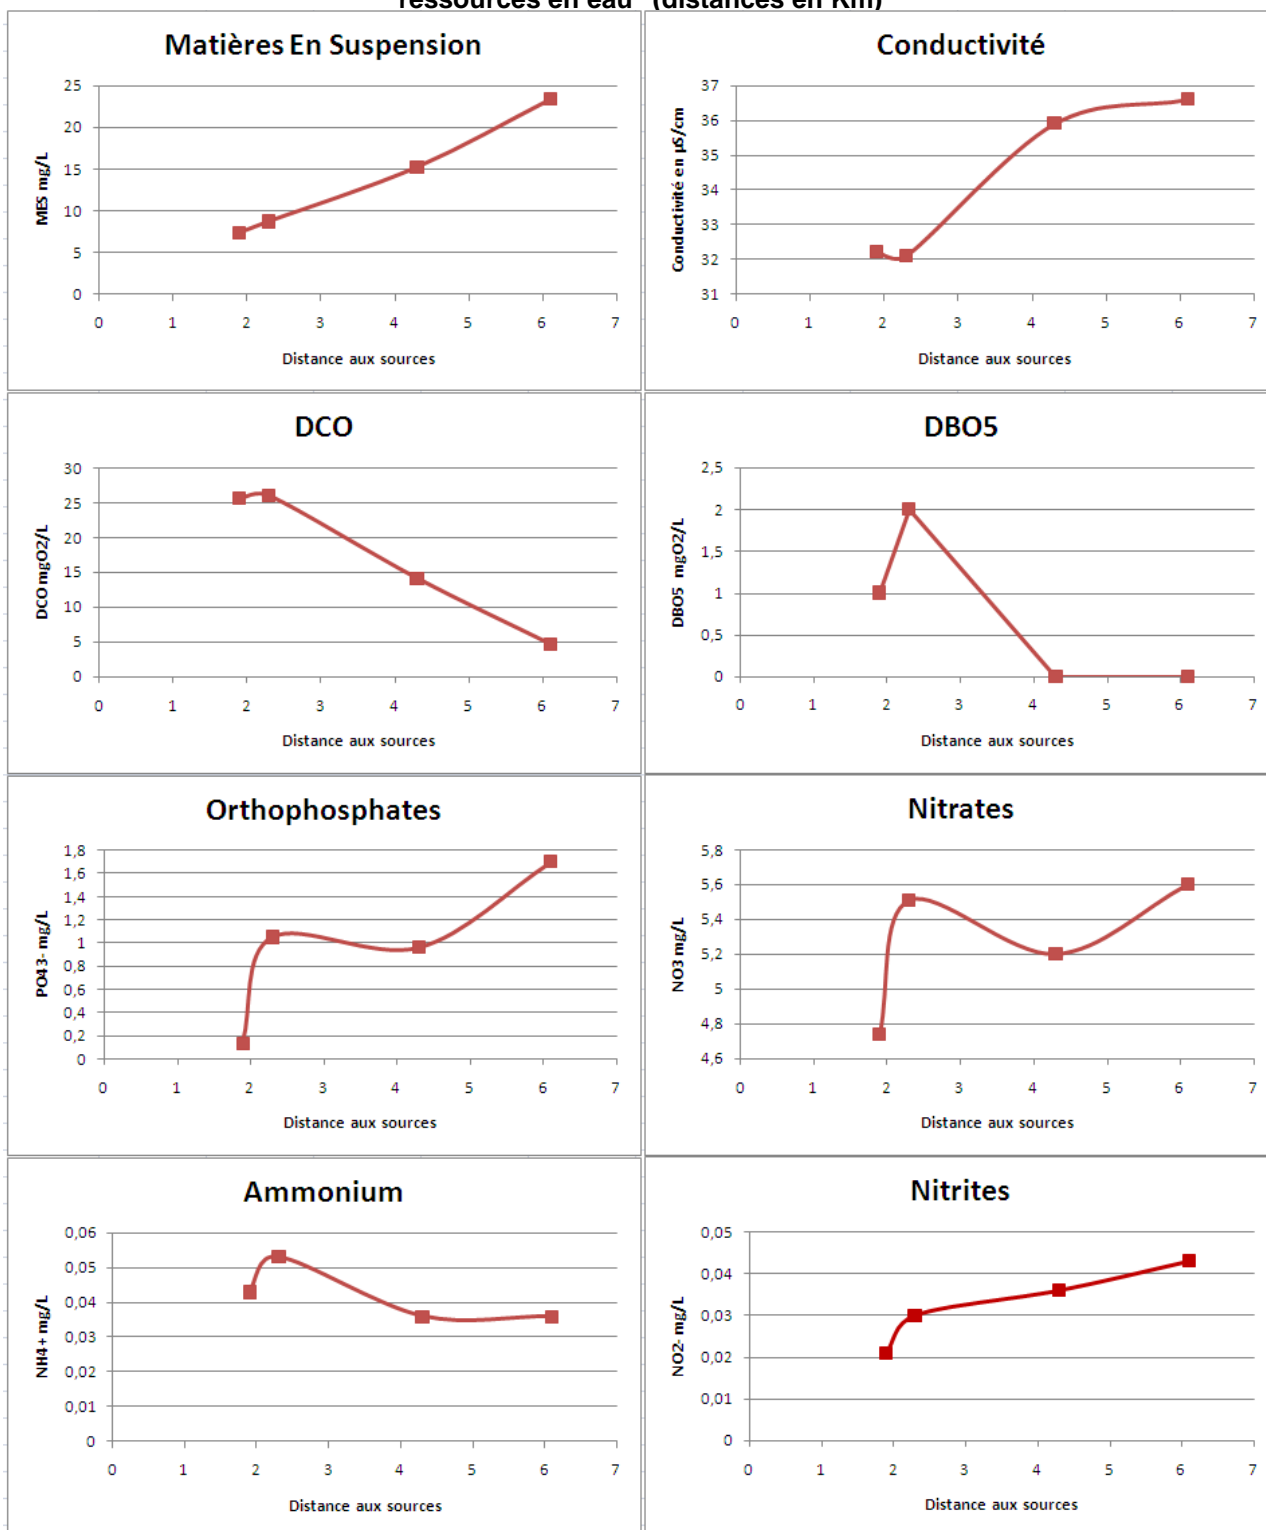 ressources en eau" (distances en Km)
Matières En Suspension
25
20
15
10
5
0
MES mg/L
0 1 2 3 4 5 6 7
Distance aux sources
Conductivité
37
36
35
34
33
32
31
Conductivité en µS/cm
0 1 2 3 4 5 6 7
Distance aux sources
DCO
30
25
20
15
10
5
0
DCO mgO2/L
0 1 2 3 4 5 6 7
Distance aux sources
DBO5
2,5
2
1,5
1
0,5
0
DBO5 mgO2/L
0 1 2 3 4 5 6 7
Distance aux sources
Orthophosphates
1,8
1,6
1,4
1,2
1
0,8
0,6
0,4
0,2
0
PO43- mg/L
0 1 2 3 4 5 6 7
Distance aux sources
Nitrates
5,8
5,6
5,4
5,2
5
4,8
4,6
NO3 mg/L
0 1 2 3 4 5 6 7
Distance aux sources
Ammonium
0,06
0,05
0,04
0,03
0,02
0,01
0
NH4+ mg/L
0 1 2 3 4 5 6 7
Distance aux sources
Nitrites
0,05
0,04
0,03
0,02
0,01
0
NO2- mg/L
0 1 2 3 4 5 6 7
Distance aux sources